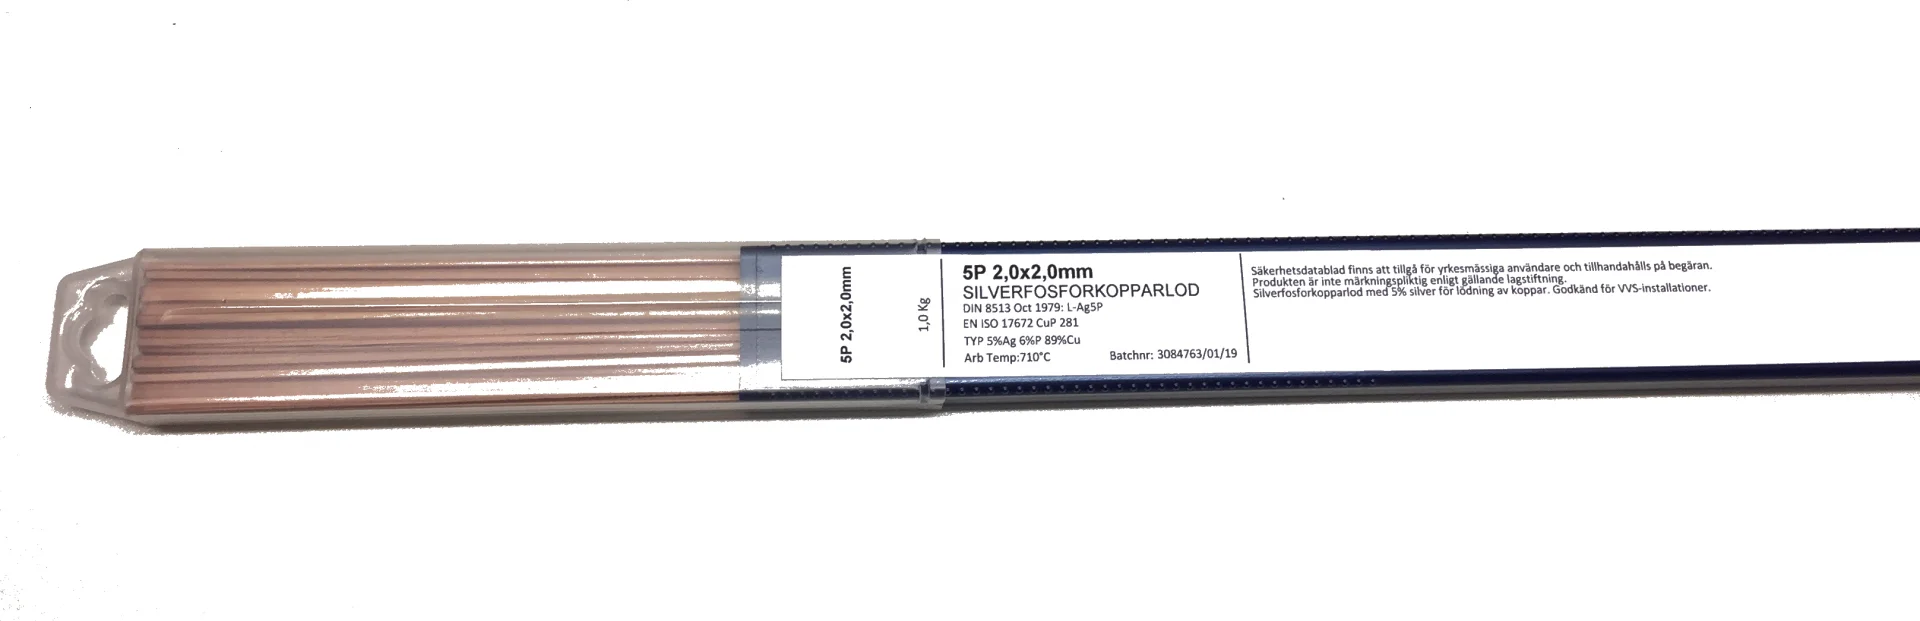 5P 2,0x2,0mm
1,0 Kg
5P 2,0x2,0mm
SILVERFOSFORKOPPARLOD
DIN 8513 Oct 1979: L-Ag5P
EN ISO 17672 CuP 281
TYP 5%Ag 6%P 89%Cu
Arb Temp:710°C Batchnr: 3084763/01/19
Säkerhetsdatablad finns att tillgå för yrkesmässiga användare och tillhandahålls på begäran.
Produkten är inte märkningspliktig enligt gällande lagstiftning.
Silverfosforkopparlod med 5% silver för lödning av koppar. Godkänd för VVS-installationer.